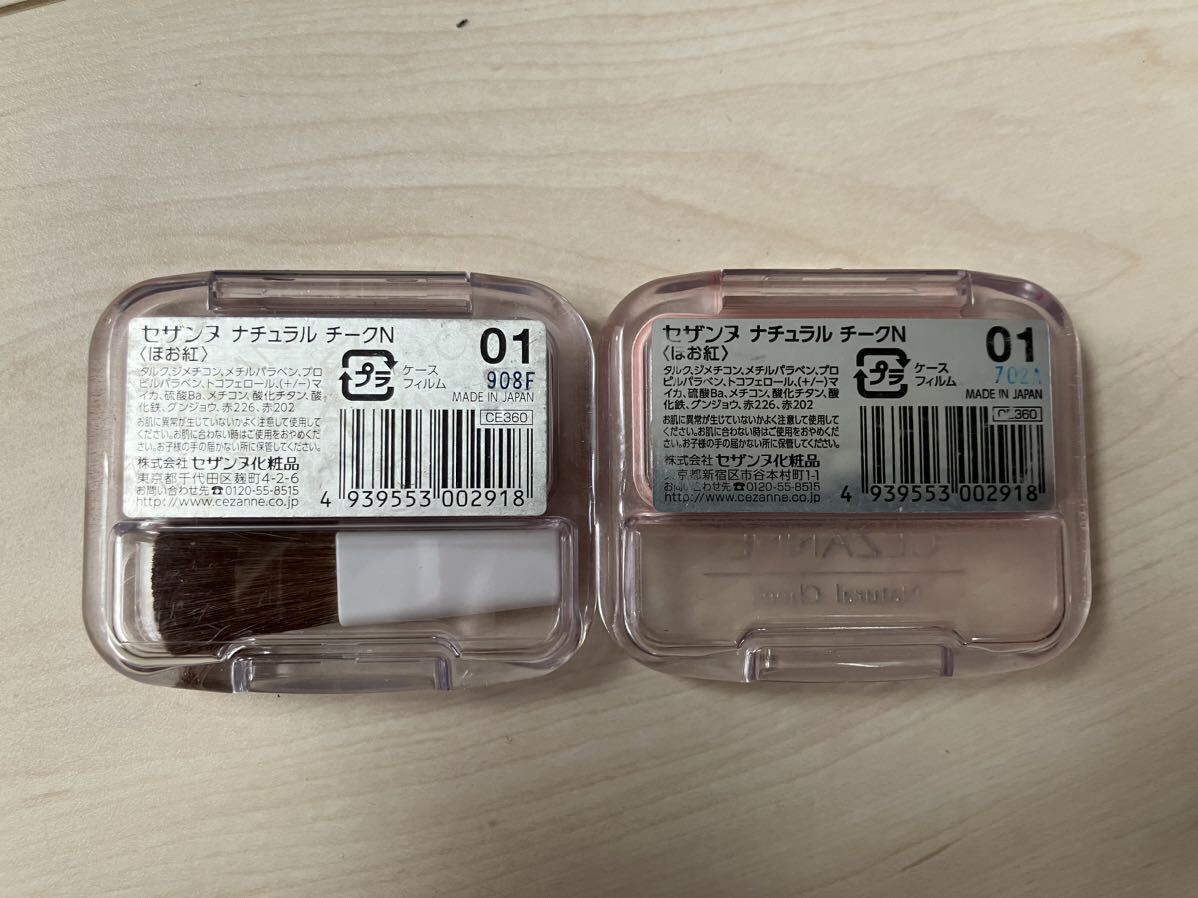 セザンヌ ナチュラル チークN
〈ほお紅〉
01
タルク,ジメチコン,メチルパラベン,プロ
ピルパラベン,トコフェロール,(+/−)マ
イカ,硫酸Ba,メチコン,酸化チタン,酸
化鉄,グンジョウ,赤226,赤202
プラ
ケース
フィルム
908F
MADE IN JAPAN
CE360
お肌に異常が生じていないかよく注意して使用して
ください。お肌に合わない時はご使用をおやめくだ
さい。お子様の手の届かない所に保管してください。
株式会社 セザンヌ化粧品
東京都千代田区麹町4-2-6
お問い合わせ先☎0120-55-8515
http://www.cezanne.co.jp
4 939553 002918
セザンヌ ナチュラル チークN
〈ほお紅〉
01
タルク,ジメチコン,メチルパラベン,プロ
ピルパラベン,トコフェロール,(+/−)マ
イカ,硫酸Ba,メチコン,酸化チタン,酸
化鉄,グンジョウ,赤226,赤202
プラ
ケース
フィルム
702A
MADE IN JAPAN
CE360
お肌に異常が生じていないかよく注意して使用して
ください。お肌に合わない時はご使用をおやめくだ
さい。お子様の手の届かない所に保管してください。
株式会社 セザンヌ化粧品
東京都新宿区市谷本村町1-1
お問い合わせ先☎0120-55-8515
http://www.cezanne.co.jp
4 939553 002918
CEZANNE
Natural Cheek